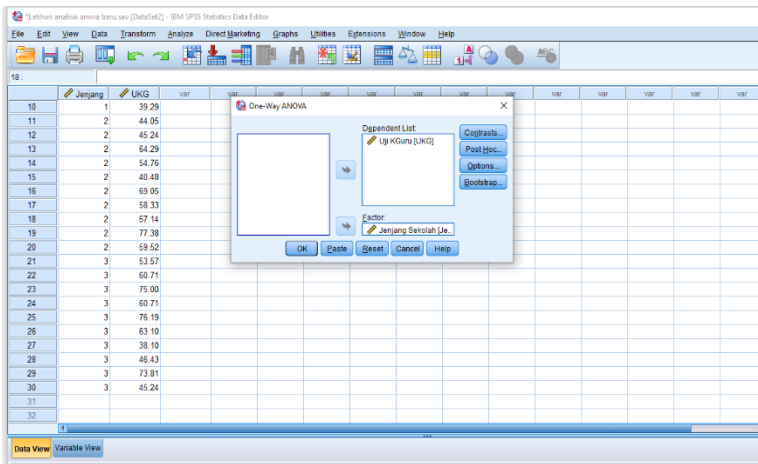 *Latihan analisis anova baru.sav [DataSet2] - IBM SPSS Statistics Data Editor
File Edit View Data Transform Analyze Direct Marketing Graphs Utilities Extensions Window Help
18 :
Jenjang UKG var var var var var var var var var var var var
10 1 39.29
11 2 44.05
12 2 45.24
13 2 64.29
14 2 54.76
15 2 40.48
16 2 69.05
17 2 58.33
18 2 57.14
19 2 77.38
20 2 59.52
21 3 53.57
22 3 60.71
23 3 75.00
24 3 60.71
25 3 76.19
26 3 63.10
27 3 38.10
28 3 46.43
29 3 73.81
30 3 45.24
31
32
One-Way ANOVA
Dependent List:
Uji KGuru [UKG]
Contrasts...
Post Hoc...
Options...
Bootstrap...
Factor:
Jenjang Sekolah [Je..
OK Paste Reset Cancel Help
Data View Variable View